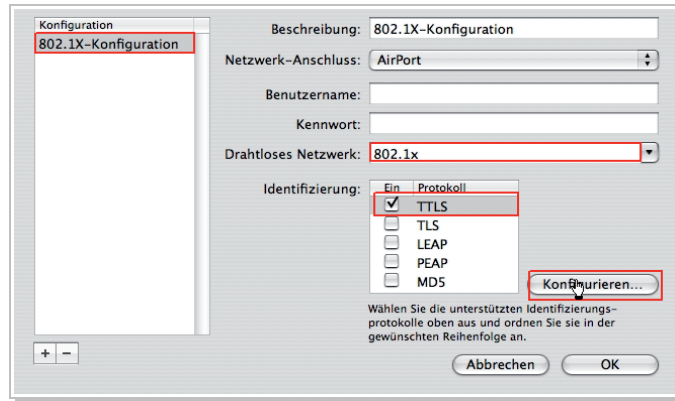 Konfiguration
802.1X-Konfiguration
Beschreibung: 802.1X-Konfiguration
Netzwerk-Anschluss: AirPort
Benutzername:
Kennwort:
Drahtloses Netzwerk: 802.1x
Identifizierung:
Ein Protokoll
TTLS
TLS
LEAP
PEAP
MD5
Konfigurieren...
Wählen Sie die unterstützten Identifizierungs-
protokolle oben aus und ordnen Sie sie in der
gewünschten Reihenfolge an.
+ −
Abbrechen OK